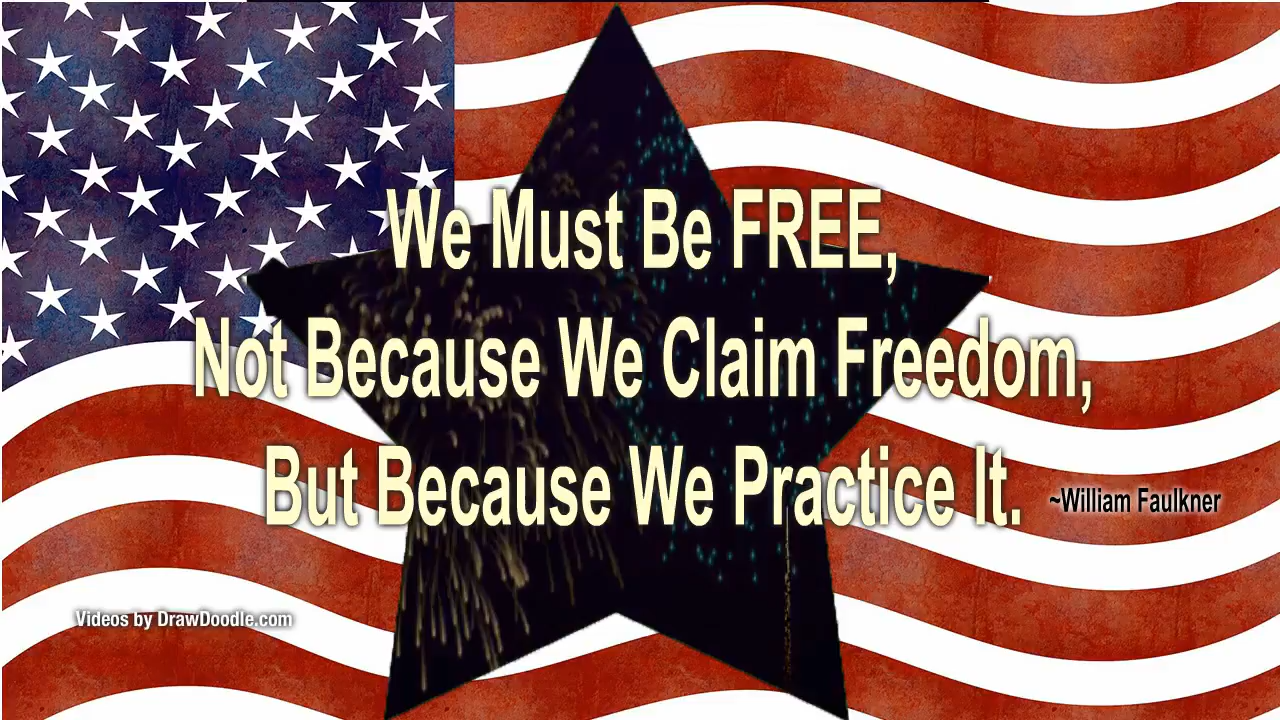 We Must Be FREE,
Not Because We Claim Freedom,
But Because We Practice It.
~William Faulkner
Videos by DrawDoodle.com